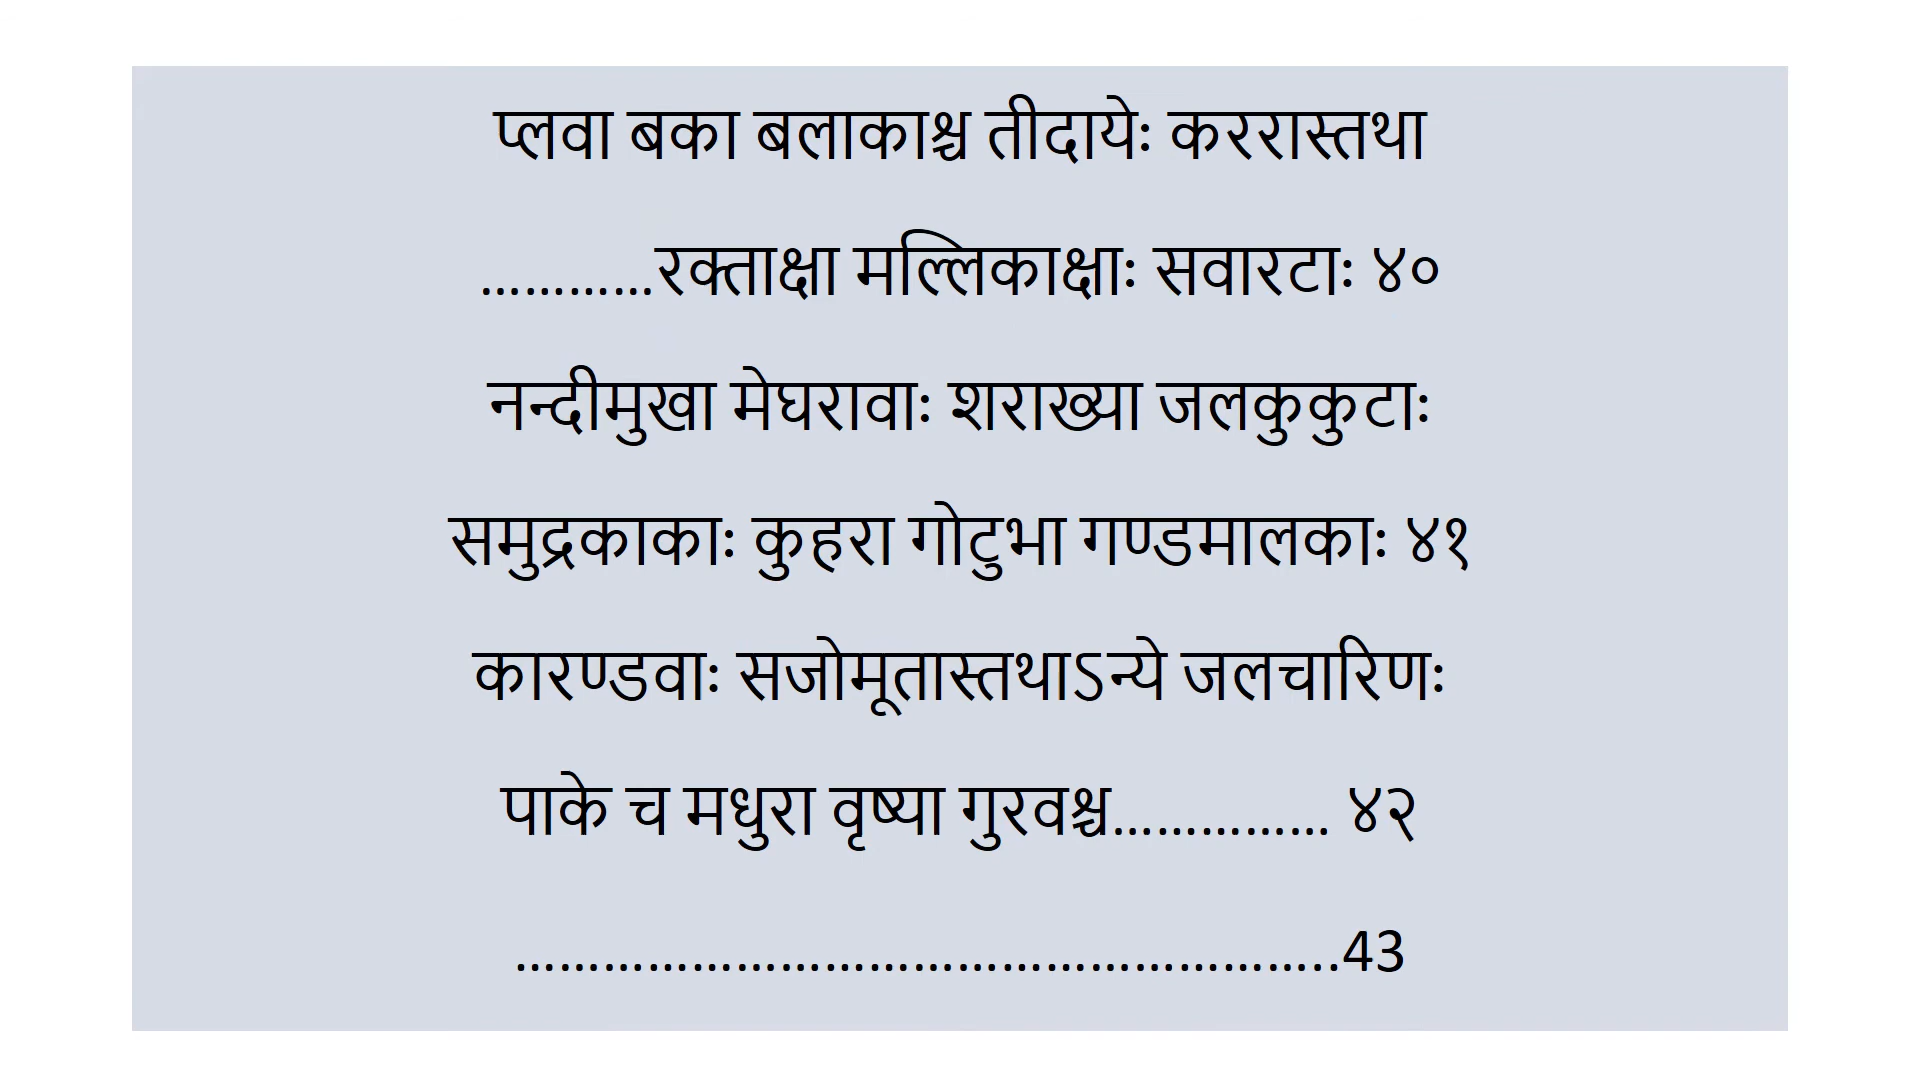 प्लवा बका बलाकाश्च तीदायेः कररास्तथा
…………रक्ताक्षा मल्लिकाक्षाः सवारटाः ४०
नन्दीमुखा मेघरावाः शराख्या जलकुकुटाः
समुद्रकाकाः कुहरा गोटुभा गण्डमालकाः ४१
कारण्डवाः सजोमूतास्तथाऽन्ये जलचारिणः
पाके च मधुरा वृष्या गुरवश्च…………… ४२
…………………………………………………..43